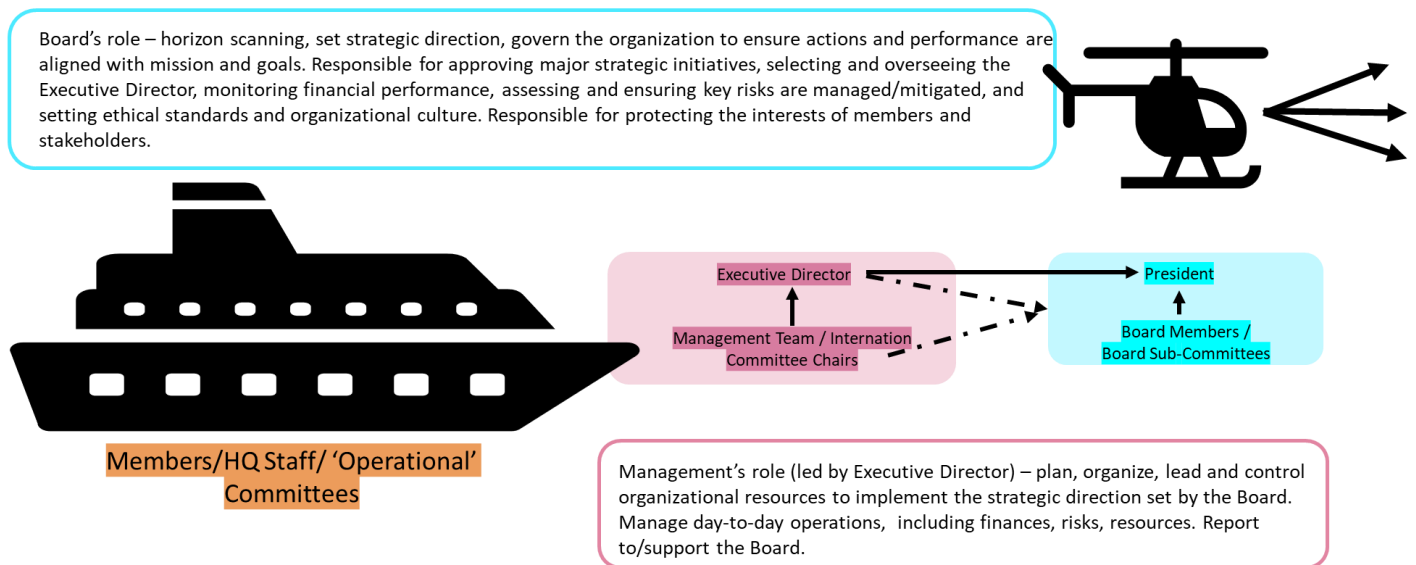 Board's role – horizon scanning, set strategic direction, govern the organization to ensure actions and performance are
aligned with mission and goals. Responsible for approving major strategic initiatives, selecting and overseeing the
Executive Director, monitoring financial performance, assessing and ensuring key risks are managed/mitigated, and
setting ethical standards and organizational culture. Responsible for protecting the interests of members and
stakeholders.
Executive Director
President
Management Team / Internation
Committee Chairs
Board Members /
Board Sub-Committees
Members/HQ Staff/ ‘Operational’
Committees
Management's role (led by Executive Director) – plan, organize, lead and control
organizational resources to implement the strategic direction set by the Board.
Manage day-to-day operations,  including finances, risks, resources. Report
to/support the Board.